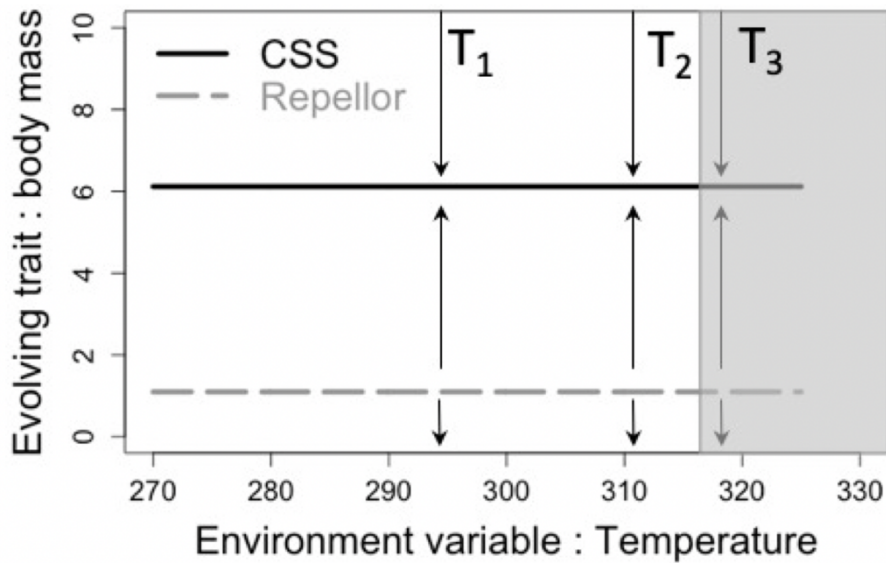 10
8
6
4
2
0
Evolving trait : body mass
CSS
Repellor
T1
T2
T3
270 280 290 300 310 320 330
Environment variable : Temperature